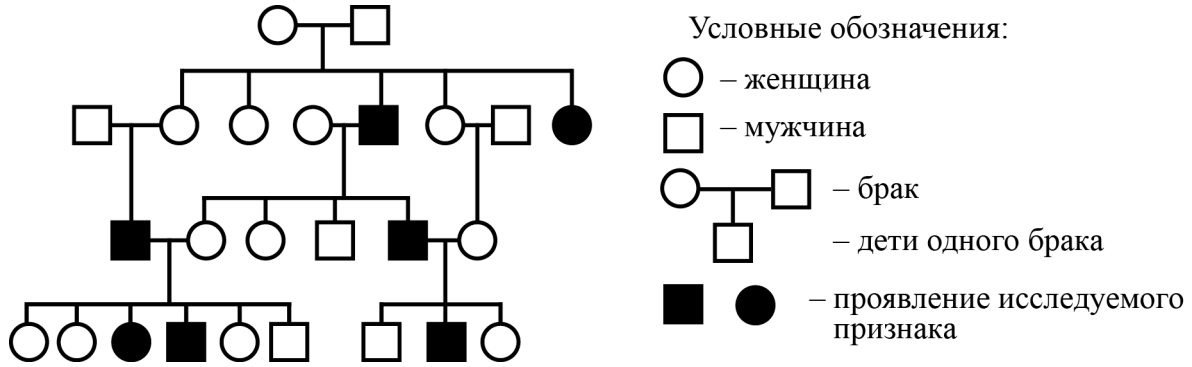 Условные обозначения:
– женщина
– мужчина
– брак
– дети одного брака
– проявление исследуемого
признака